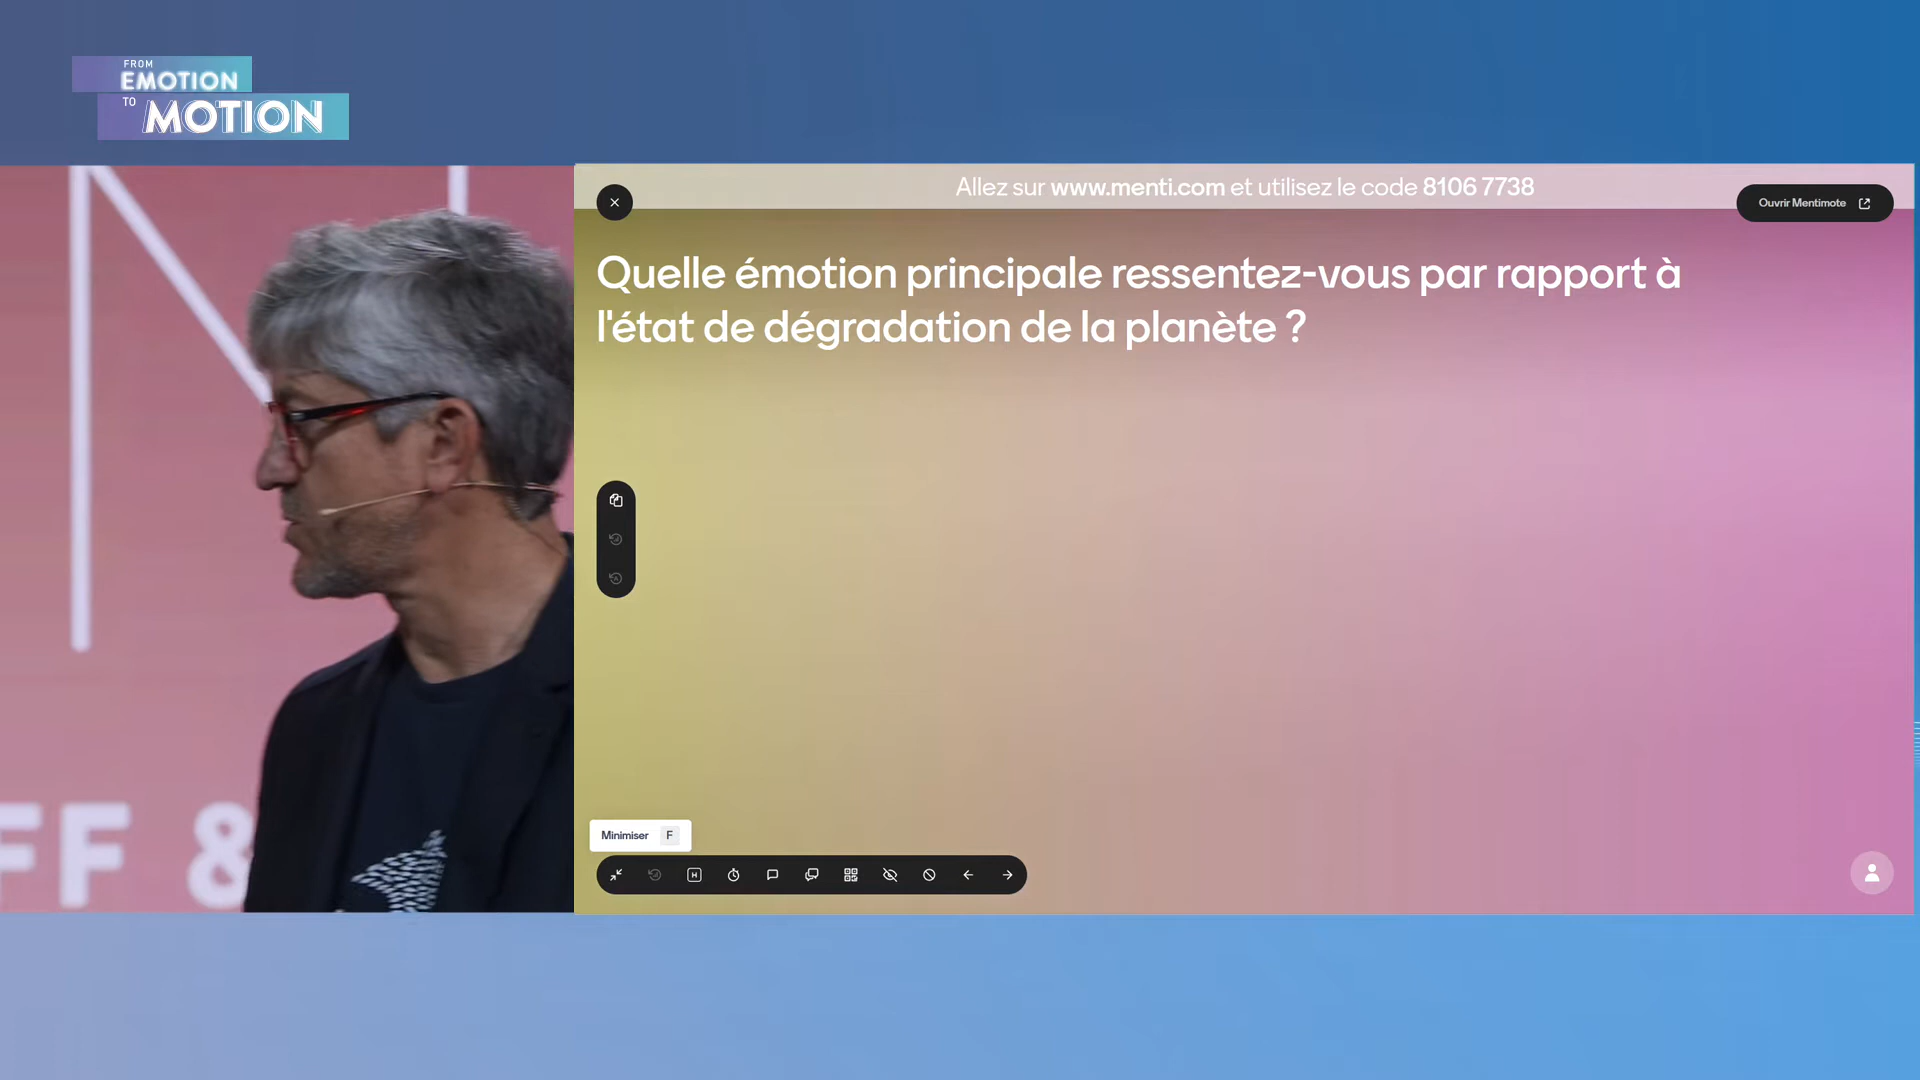 FROM
EMOTION
TO MOTION
Allez sur www.menti.com et utilisez le code 8106 7738
Ouvrir Mentimote
Quelle émotion principale ressentez-vous par rapport à
l'état de dégradation de la planète ?
FF &
Minimiser F
H